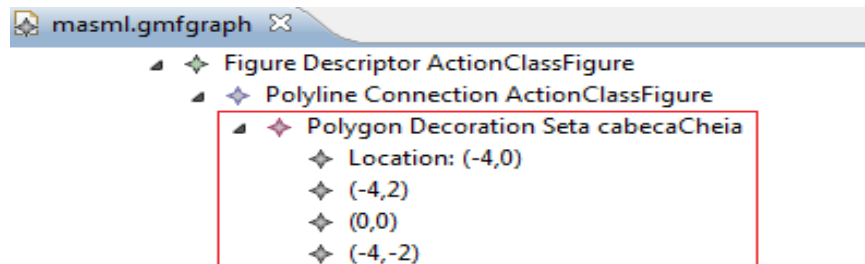 masml.gmfgraph
Figure Descriptor ActionClassFigure
Polyline Connection ActionClassFigure
Polygon Decoration Seta cabecaCheia
Location: (-4,0)
(-4,2)
(0,0)
(-4,-2)